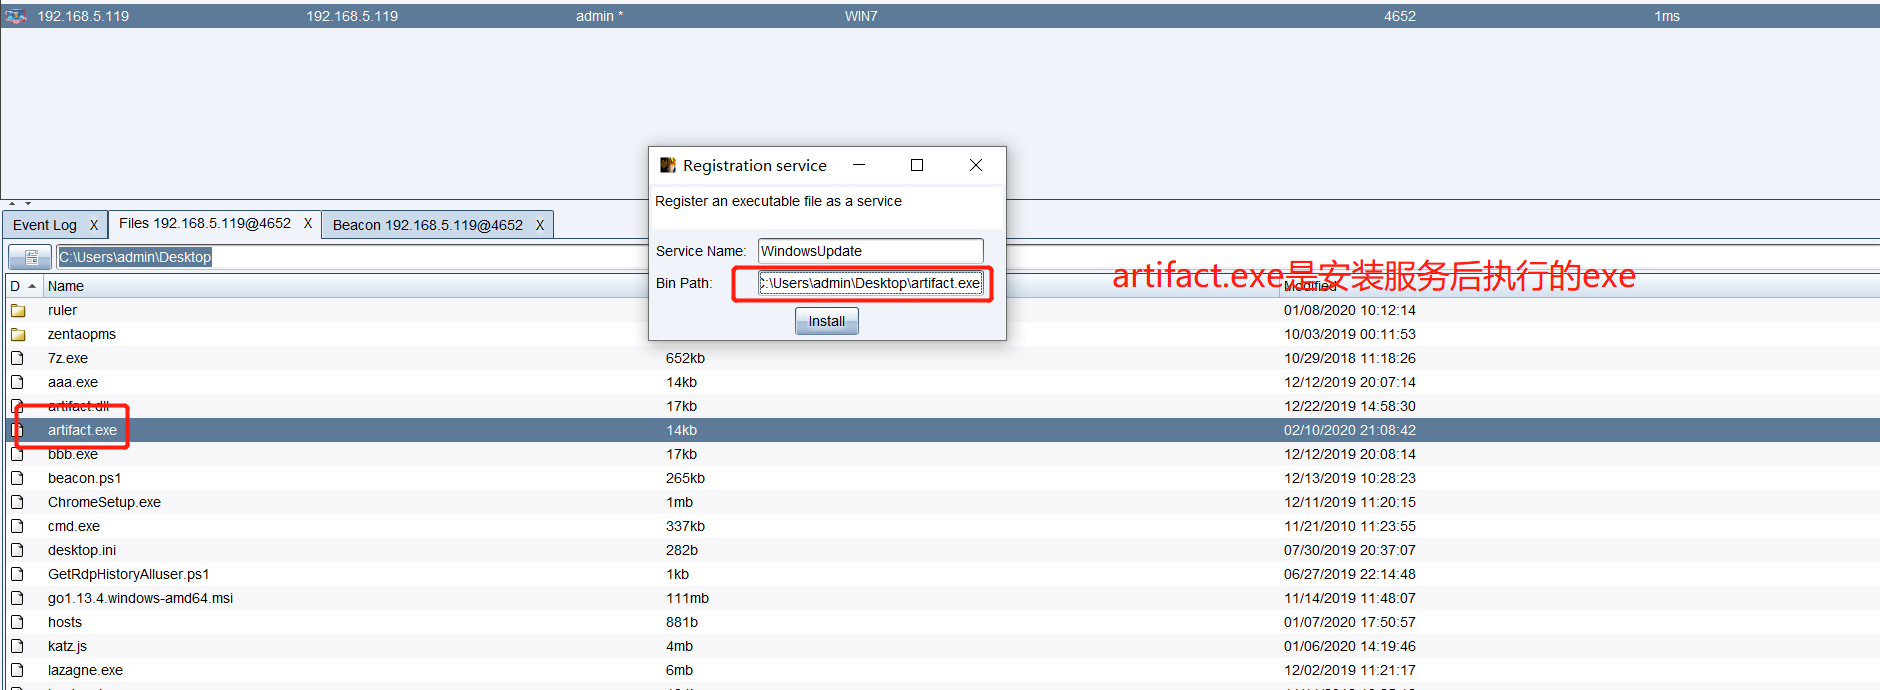 192.168.5.119 192.168.5.119 admin * WIN7 4652 1ms
Registration service
Register an executable file as a service
Service Name: WindowsUpdate
Bin Path: :\Users\admin\Desktop\artifact.exe
Install
Event Log X Files 192.168.5.119@4652 X Beacon 192.168.5.119@4652 X
C:\Users\admin\Desktop
artifact.exe是安装服务后执行的exe
D Name Modified
ruler 01/08/2020 10:12:14
zentaopms 10/03/2019 00:11:53
7z.exe 652kb 10/29/2018 11:18:26
aaa.exe 14kb 12/12/2019 20:07:14
artifact.dll 17kb 12/22/2019 14:58:30
artifact.exe 14kb 02/10/2020 21:08:42
bbb.exe 17kb 12/12/2019 20:08:14
beacon.ps1 265kb 12/13/2019 10:28:23
ChromeSetup.exe 1mb 12/11/2019 11:20:15
cmd.exe 337kb 11/21/2010 11:23:55
desktop.ini 282b 07/30/2019 20:37:07
GetRdpHistoryAlluser.ps1 1kb 06/27/2019 22:14:48
go1.13.4.windows-amd64.msi 111mb 11/14/2019 11:48:07
hosts 881b 01/07/2020 17:50:57
katz.js 4mb 01/06/2020 14:19:46
lazagne.exe 6mb 12/02/2019 11:21:17